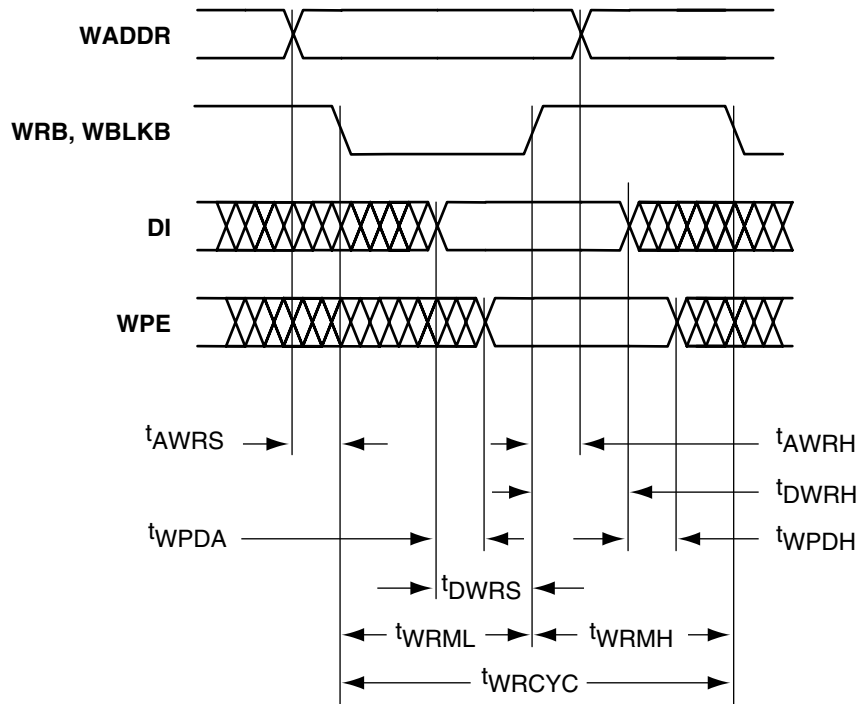 WADDR
WRB, WBLKB
DI
WPE
tAWRS
tAWRH
tDWRH
tWPDA
tWPDH
tDWRS
tWRML
tWRMH
tWRCYC